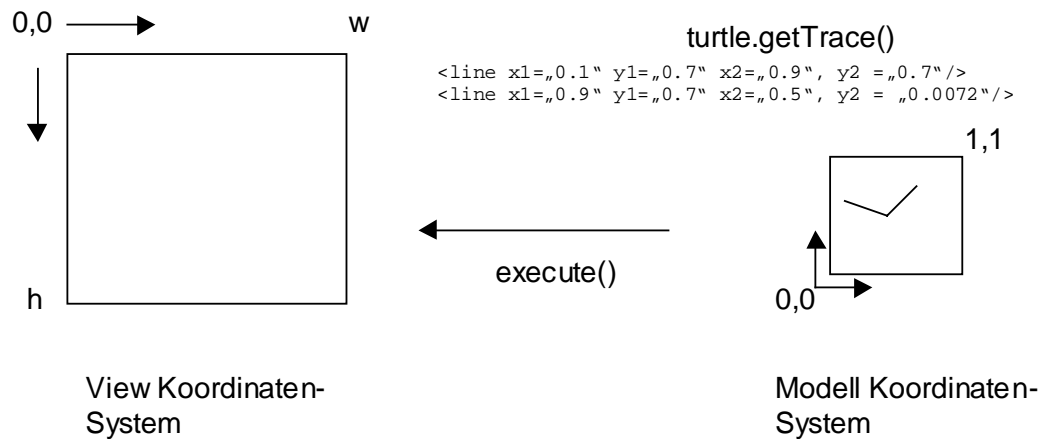 0,0
w
h
turtle.getTrace()
<line x1=„0.1“ y1=„0.7“ x2=„0.9“, y2 =„0.7“/>
<line x1=„0.9“ y1=„0.7“ x2=„0.5“, y2 = „0.0072“/>
1,1
execute()
0,0
View Koordinaten-
System
Modell Koordinaten-
System